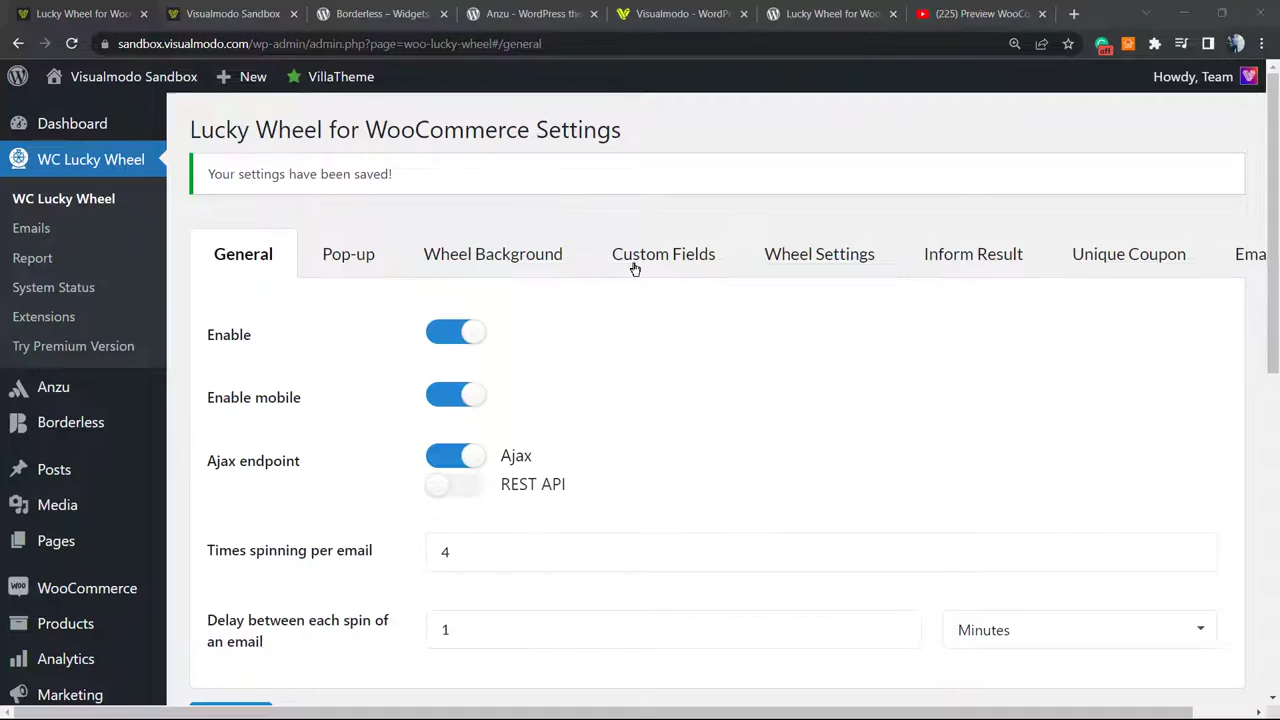 Lucky Wheel for Woo
Visualmodo Sandbox
Borderless – Widgets,
Anzu - WordPress the
Visualmodo - WordPr
Lucky Wheel for Woo
(225) Preview WooCo
sandbox.visualmodo.com/wp-admin/admin.php?page=woo-lucky-wheel#/general
off
Visualmodo Sandbox
New
VillaTheme
Howdy, Team
Dashboard
WC Lucky Wheel
WC Lucky Wheel
Emails
Report
System Status
Extensions
Try Premium Version
Anzu
Borderless
Posts
Media
Pages
WOO
WooCommerce
Products
Analytics
Marketing
Lucky Wheel for WooCommerce Settings
Your settings have been saved!
General
Pop-up
Wheel Background
Custom Fields
Wheel Settings
Inform Result
Unique Coupon
Ema
Enable
Enable mobile
Ajax endpoint
Ajax
REST API
Times spinning per email
4
Delay between each spin of
an email
1
Minutes